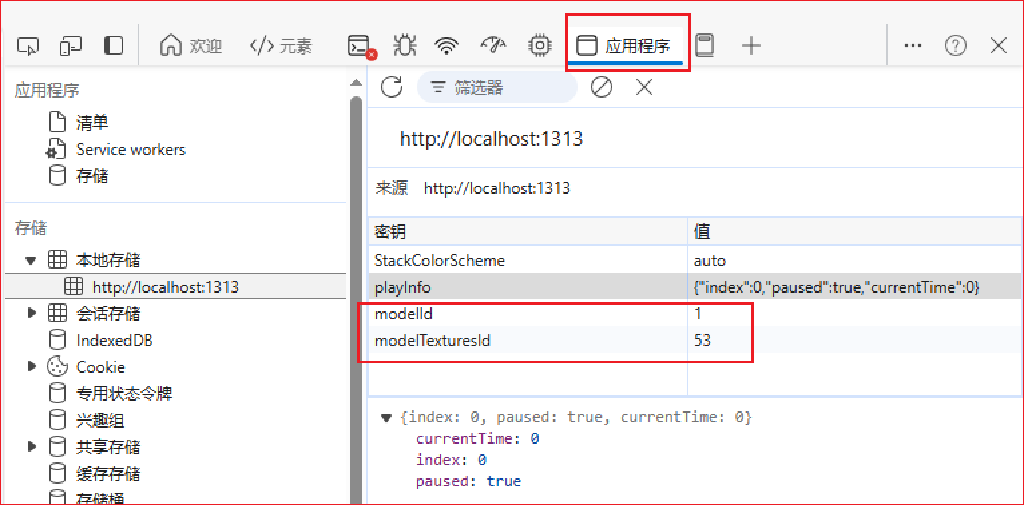 欢迎 元素 应用程序
应用程序
清单
Service workers
存储
存储
本地存储
http://localhost:1313
会话存储
IndexedDB
Cookie
专用状态令牌
兴趣组
共享存储
缓存存储
存储桶
筛选器
http://localhost:1313
来源 http://localhost:1313
密钥 值
StackColorScheme auto
playInfo {"index":0,"paused":true,"currentTime":0}
modelId 1
modelTexturesId 53
{index: 0, paused: true, currentTime: 0}
currentTime: 0
index: 0
paused: true